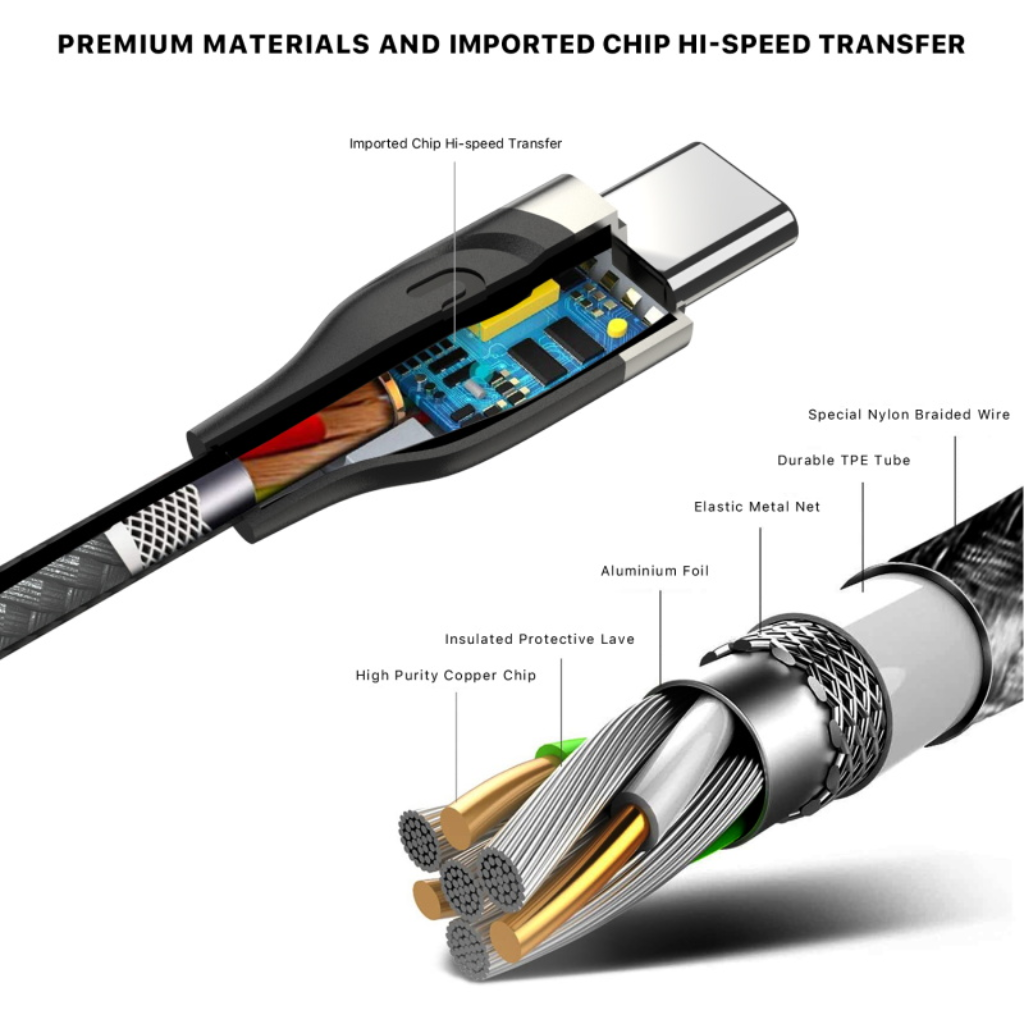 PREMIUM MATERIALS AND IMPORTED CHIP HI-SPEED TRANSFER
Imported Chip Hi-speed Transfer
Special Nylon Braided Wire
Durable TPE Tube
Elastic Metal Net
Aluminium Foil
Insulated Protective Lave
High Purity Copper Chip